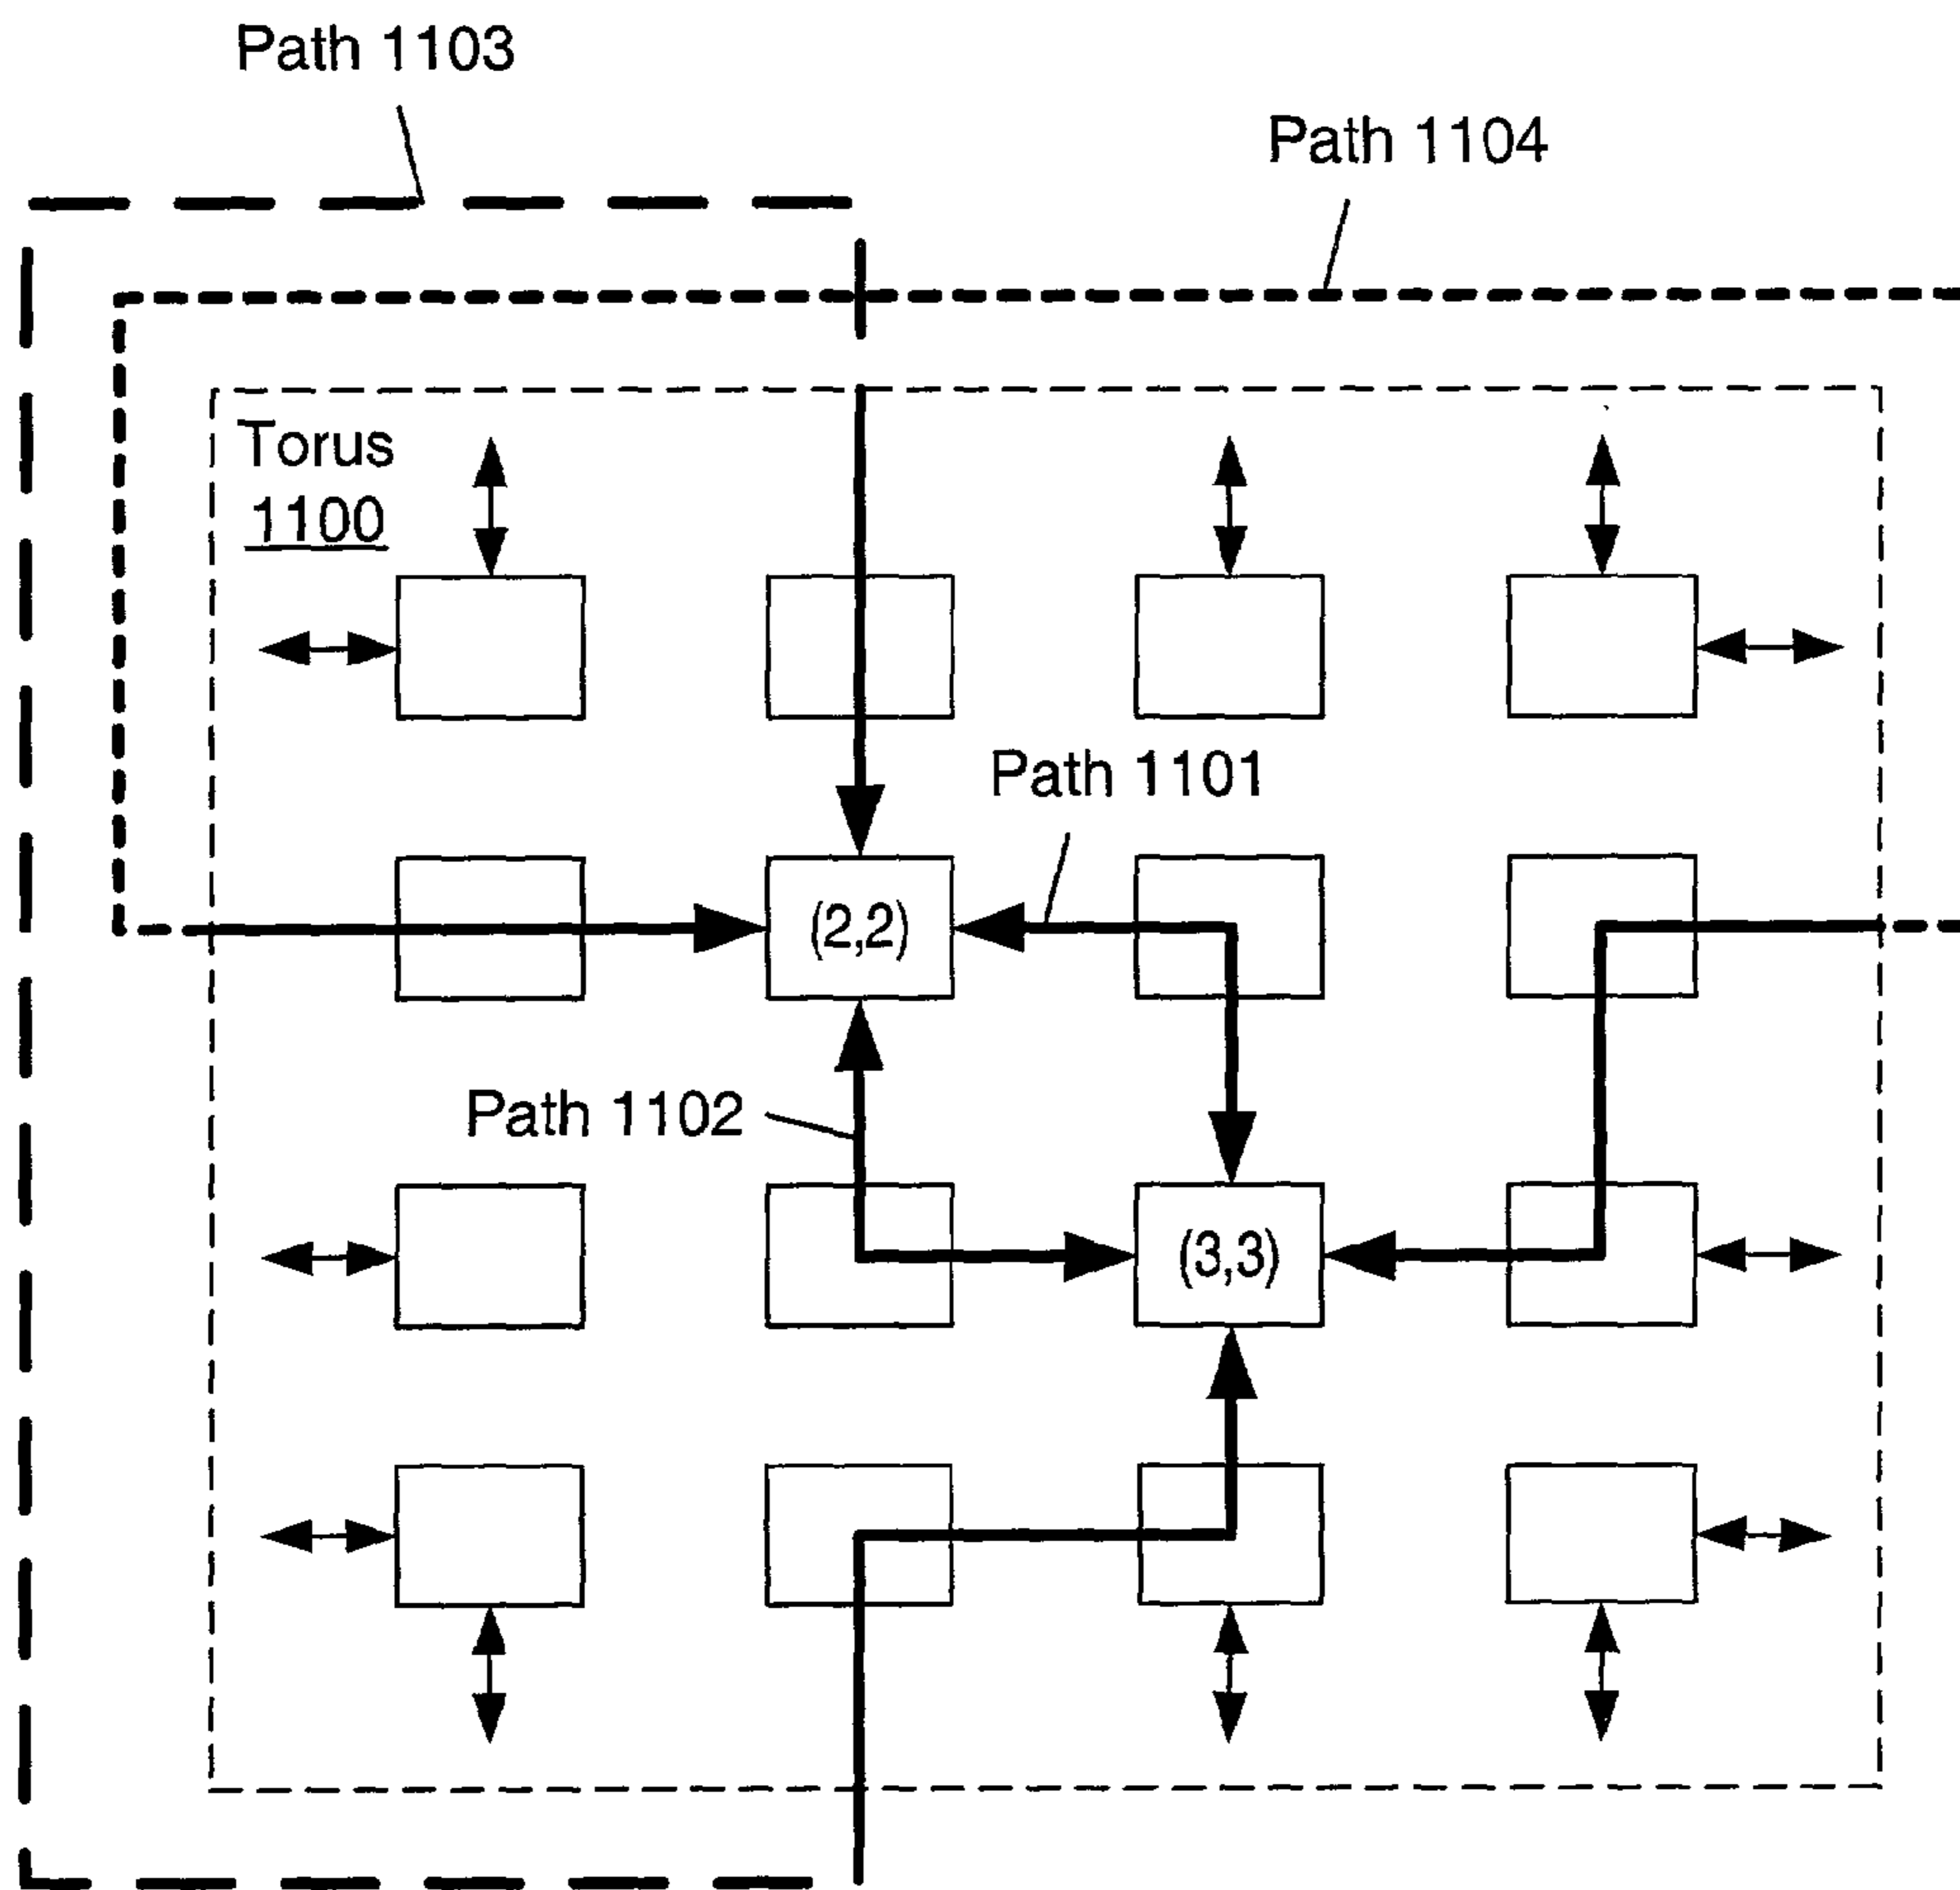 Path 1103
Path 1104
Torus
1100
Path 1101
(2,2)
Path 1102
(3,3)